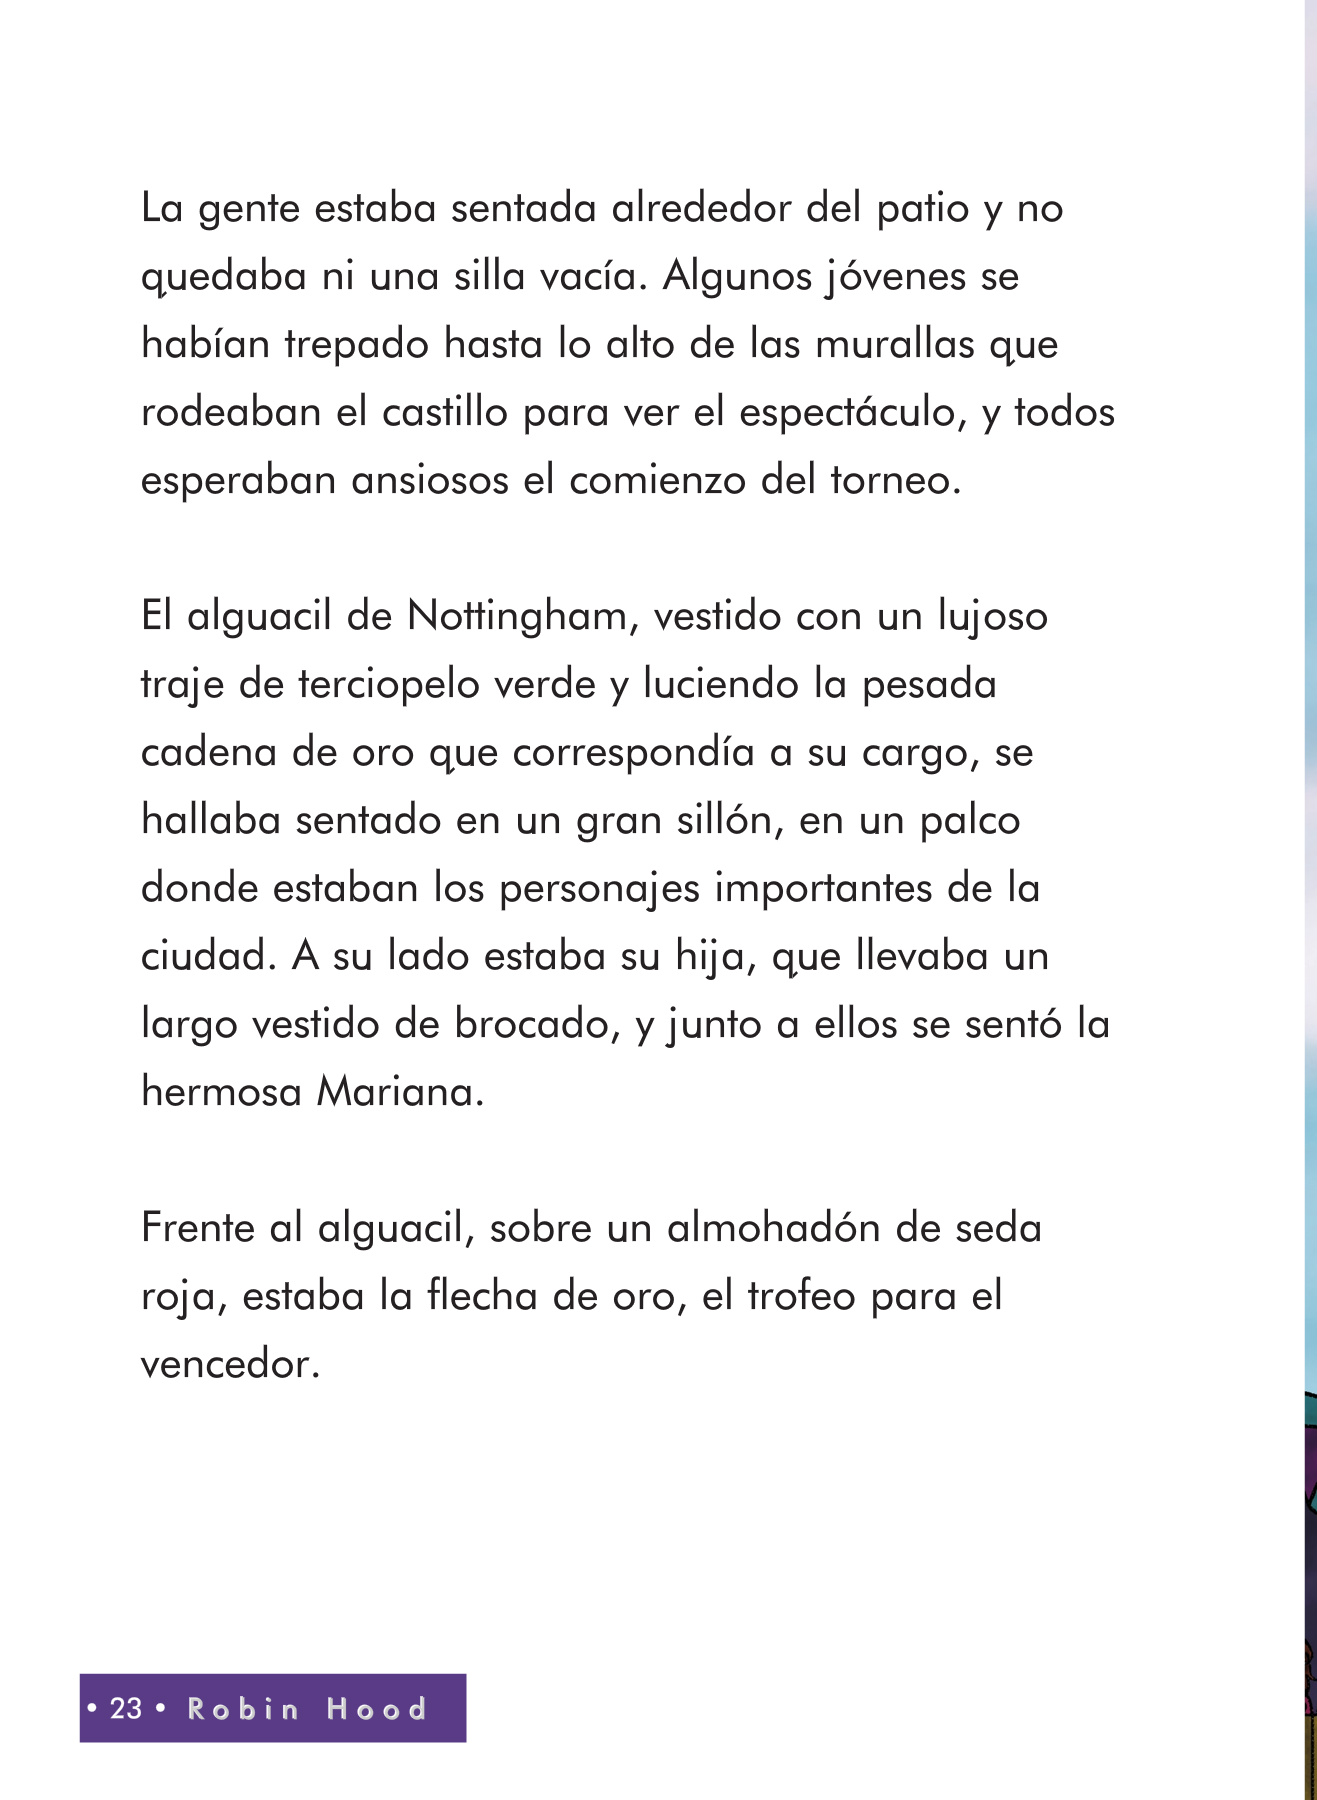 La gente estaba sentada alrededor del patio y no
quedaba ni una silla vacía. Algunos jóvenes se
habían trepado hasta lo alto de las murallas que
rodeaban el castillo para ver el espectáculo, y todos
esperaban ansiosos el comienzo del torneo.
El alguacil de Nottingham, vestido con un lujoso
traje de terciopelo verde y luciendo la pesada
cadena de oro que correspondía a su cargo, se
hallaba sentado en un gran sillón, en un palco
donde estaban los personajes importantes de la
ciudad. A su lado estaba su hija, que llevaba un
largo vestido de brocado, y junto a ellos se sentó la
hermosa Mariana.
Frente al alguacil, sobre un almohadón de seda
roja, estaba la flecha de oro, el trofeo para el
vencedor.
• 23 • Robin Hood